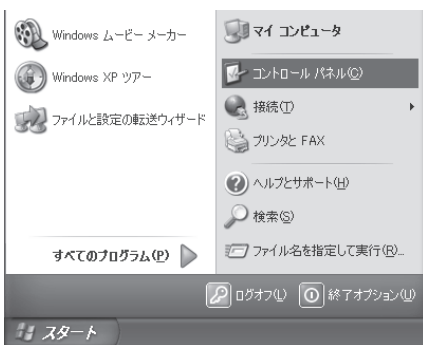 Windows ムービー メーカー
Windows XP ツアー
ファイルと設定の転送ウィザード
すべてのプログラム(P)
マイ コンピュータ
コントロール パネル(C)
接続(T)
プリンタと FAX
ヘルプとサポート(H)
検索(S)
ファイル名を指定して実行(R)...
ログオフ(L)
終了オプション(U)
スタート